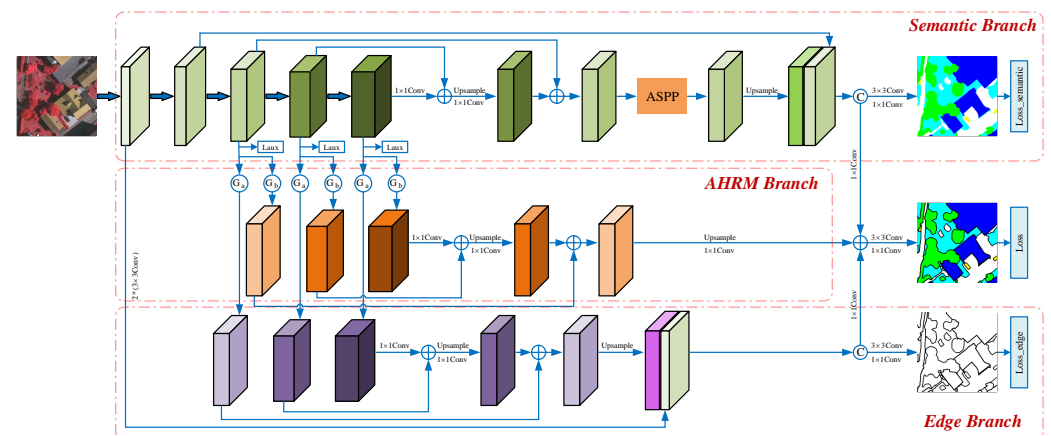 Semantic Branch
1×1Conv
Upsample
1×1Conv
ASPP
Upsample
C
3×3Conv
1×1Conv
Loss_semantic
Laux
Laux
Laux
Ga
Gb
Ga
Gb
Ga
Gb
1×1Conv
AHRM Branch
2*(3×3Conv)
1×1Conv
Upsample
1×1Conv
Upsample
1×1Conv
3×3Conv
1×1Conv
Loss
1×1Conv
1×1Conv
Upsample
1×1Conv
Upsample
C
3×3Conv
1×1Conv
Loss_edge
Edge Branch